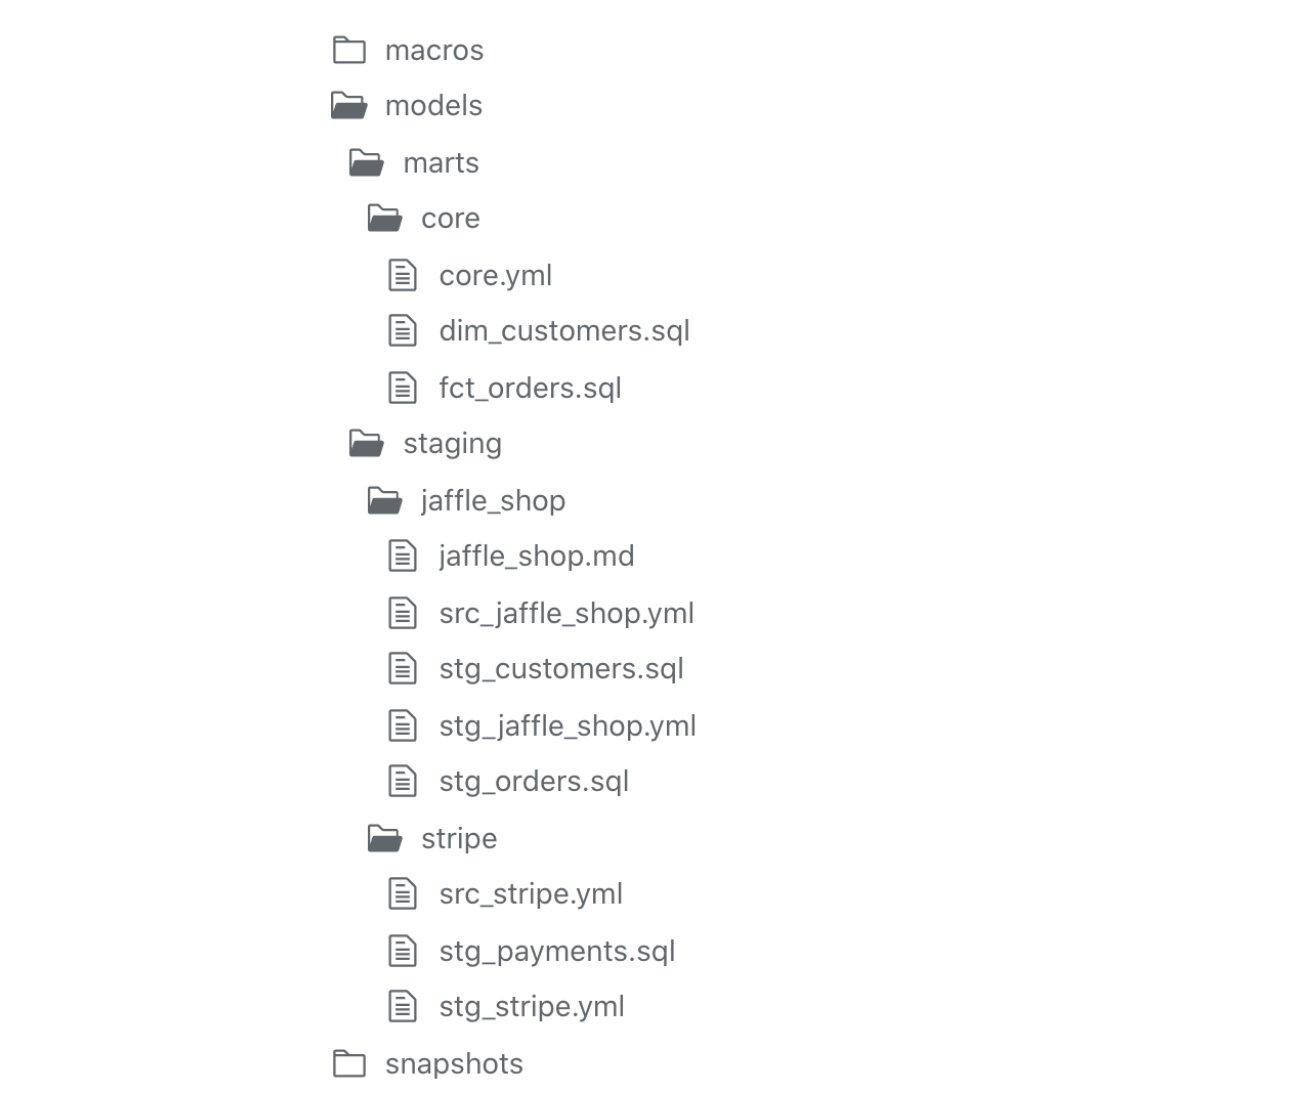 macros
models
marts
core
core.yml
dim_customers.sql
fct_orders.sql
staging
jaffle_shop
jaffle_shop.md
src_jaffle_shop.yml
stg_customers.sql
stg_jaffle_shop.yml
stg_orders.sql
stripe
src_stripe.yml
stg_payments.sql
stg_stripe.yml
snapshots